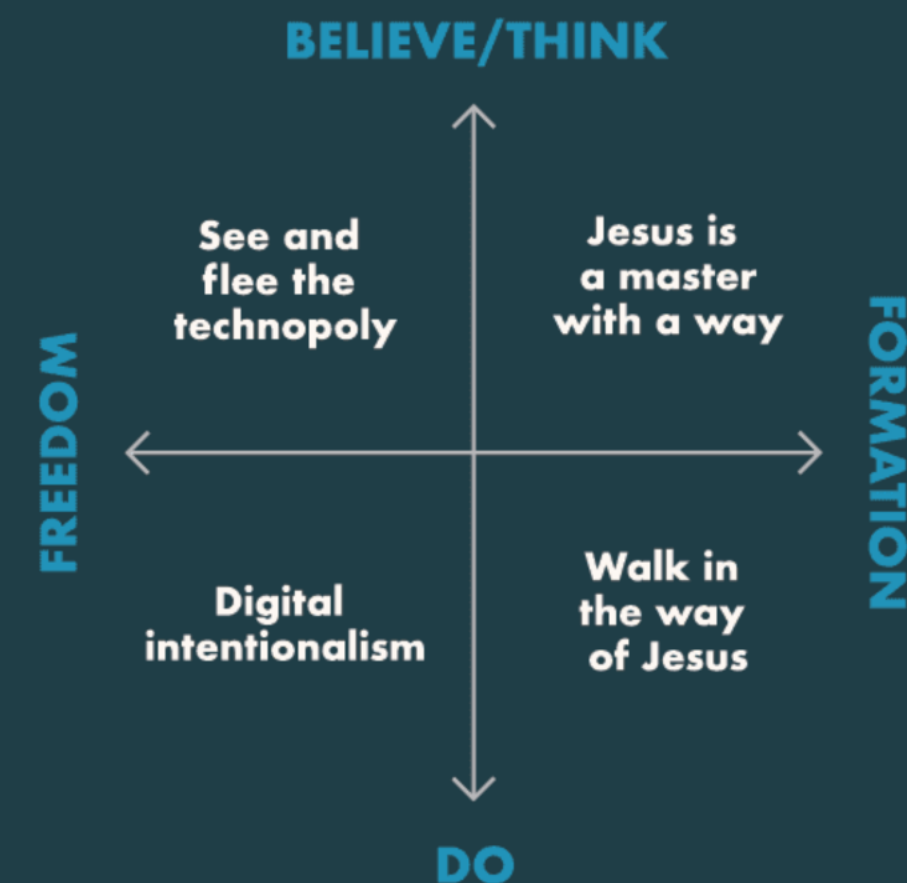 BELIEVE/THINK
See and
flee the
technopoly
Jesus is
a master
with a way
FREEDOM
FORMATION
Digital
intentionalism
Walk in
the way
of Jesus
DO